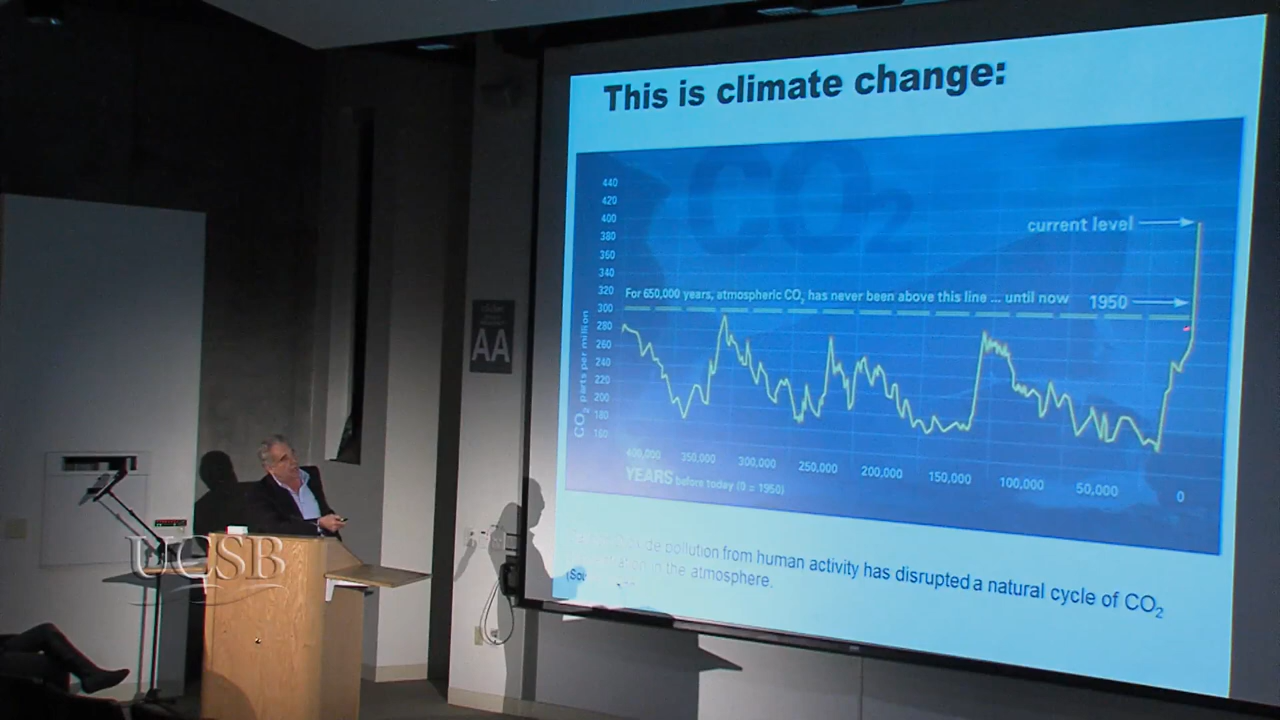 This is climate change:
CO2
440
420
400
380
360
340
320
300
280
260
240
220
200
180
160
CO2 parts per million
current level
For 650,000 years, atmospheric CO2 has never been above this line ... until now
1950
400,000 350,000 300,000 250,000 200,000 150,000 100,000 50,000 0
YEARS before today (0 = 1950)
pollution from human activity has disrupted a natural cycle of CO2
in the atmosphere.
(Sou
AA
UCSB